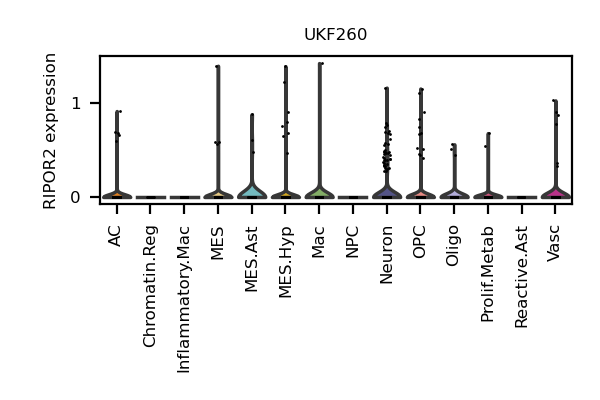 UKF260
RIPOR2 expression
1
0
AC
Chromatin.Reg
Inflammatory.Mac
MES
MES.Ast
MES.Hyp
Mac
NPC
Neuron
OPC
Oligo
Prolif.Metab
Reactive.Ast
Vasc